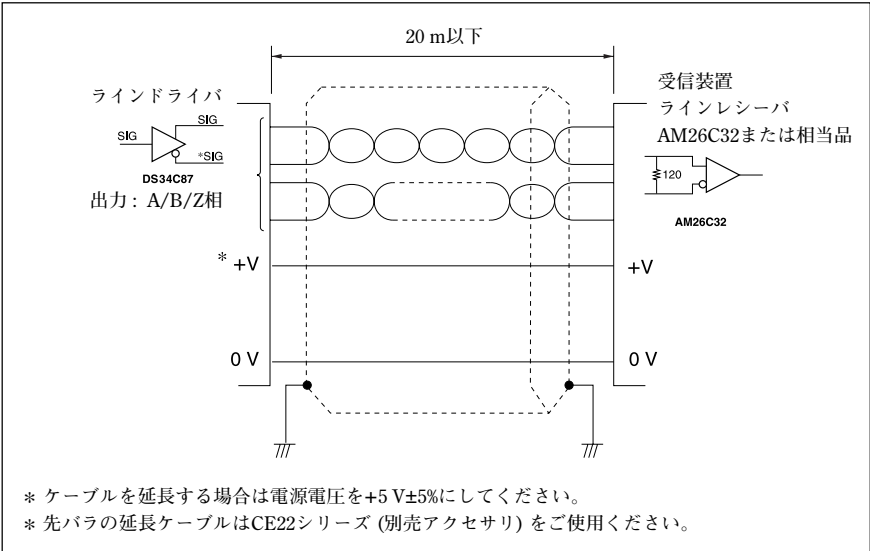 20 m以下
ラインドライバ
SIG
SIG
*SIG
DS34C87
出力：A/B/Z相
受信装置
ラインレシーバ
AM26C32または相当品
120
AM26C32
* +V
+V
0 V
0 V
* ケーブルを延長する場合は電源電圧を+5 V±5%にしてください。
* 先バラの延長ケーブルはCE22シリーズ (別売アクセサリ) をご使用ください。